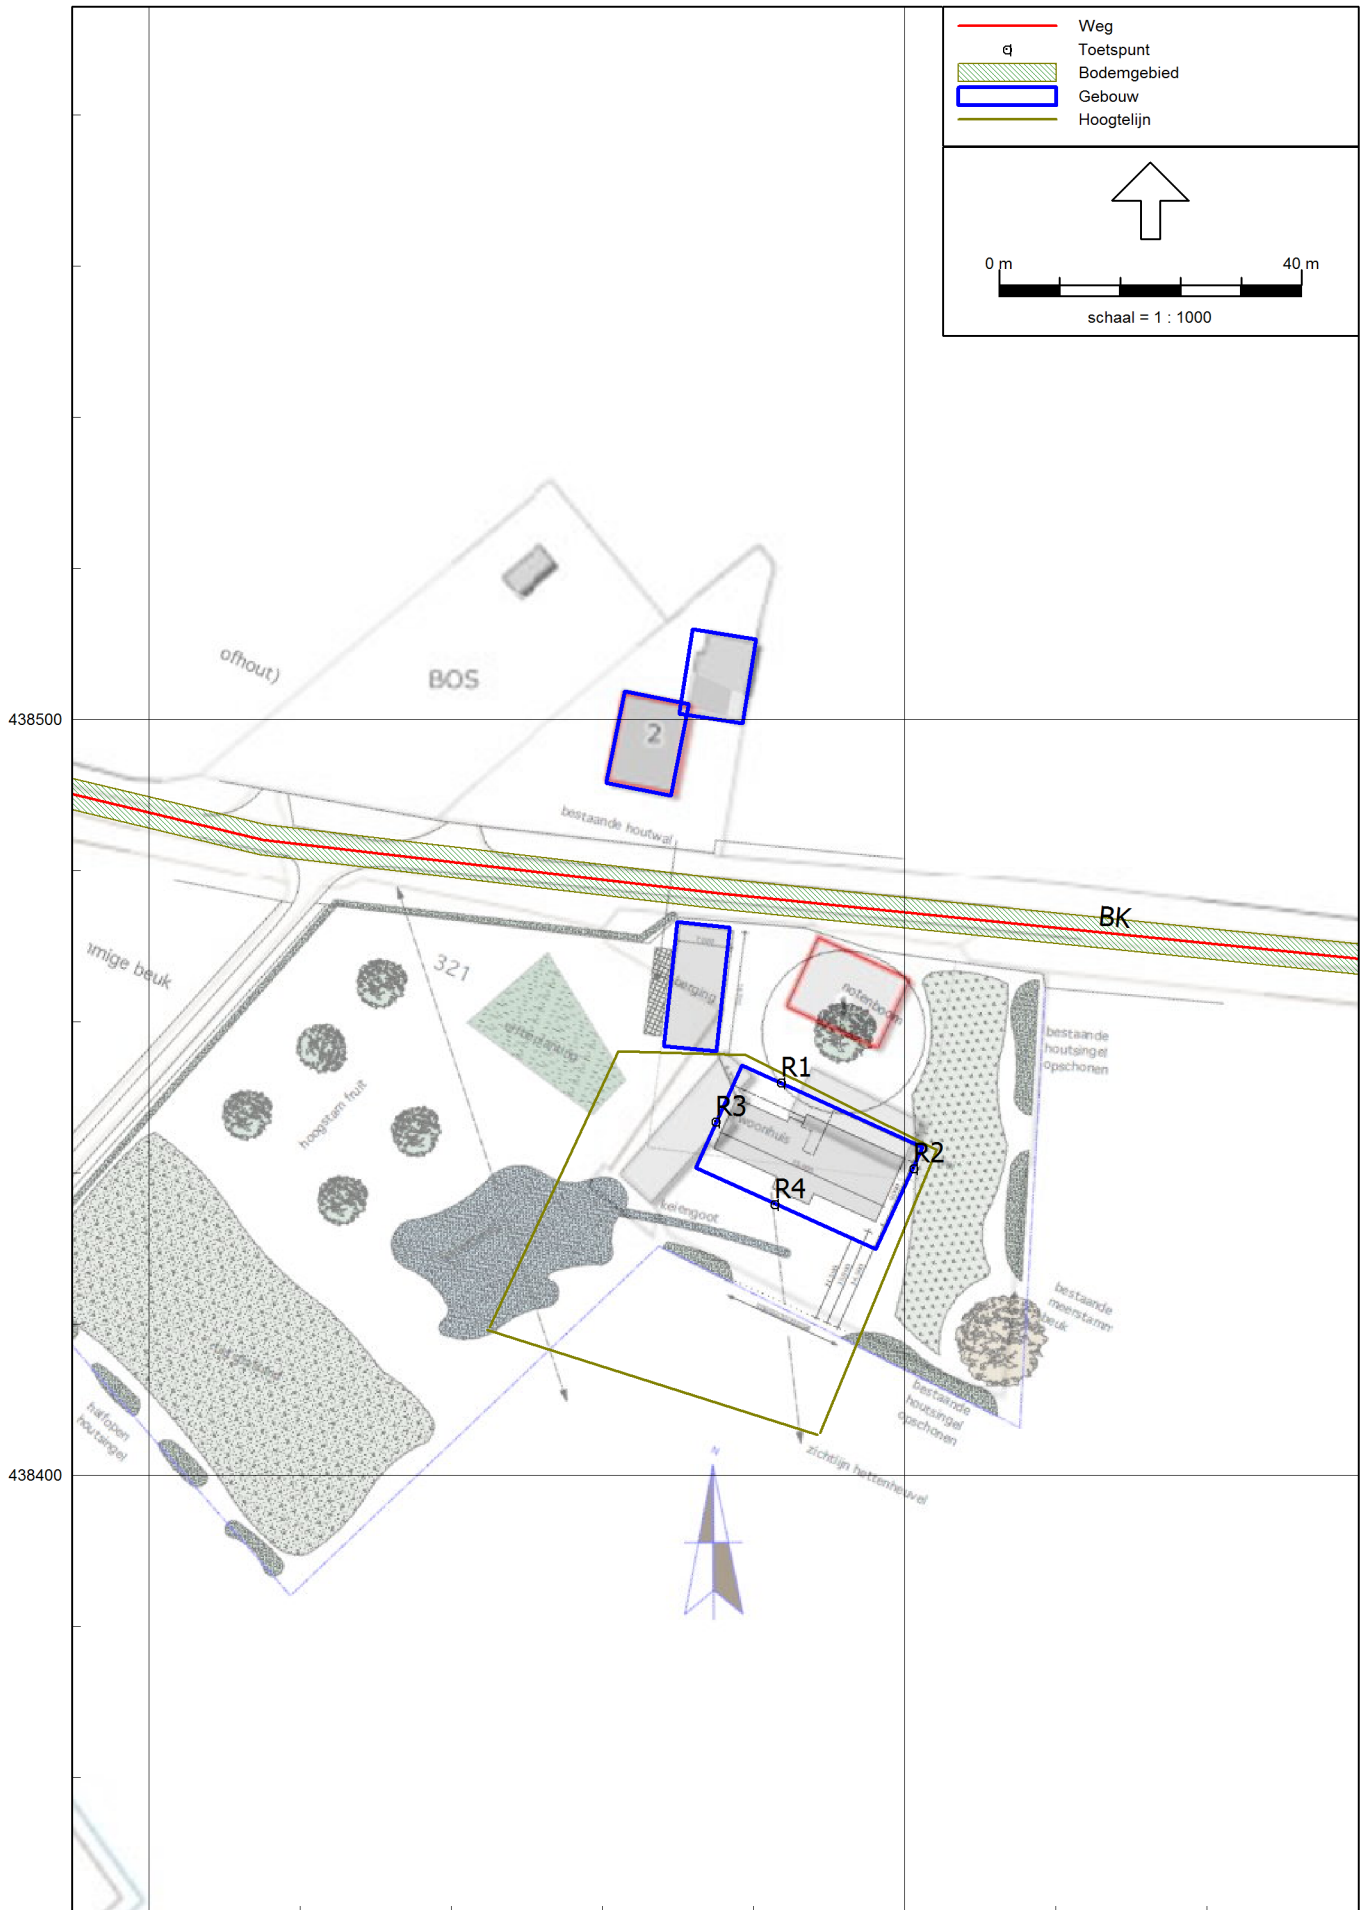 Weg
Toetspunt
Bodemgebied
Gebouw
Hoogtelijn
0 m
40 m
schaal = 1 : 1000
ofhout)
BOS
438500
2
bestaande houtwal
BK
321
berging
notenboom
bestaande
houtsingel
opschonen
hoogstam fruit
R1
R3
woonhuis
R2
R4
keiengoot
bestaande
beuk
halfopen
houtsingel
bestaande
houtsingel
opschonen
zichtlijn hettenheuvel
438400
N